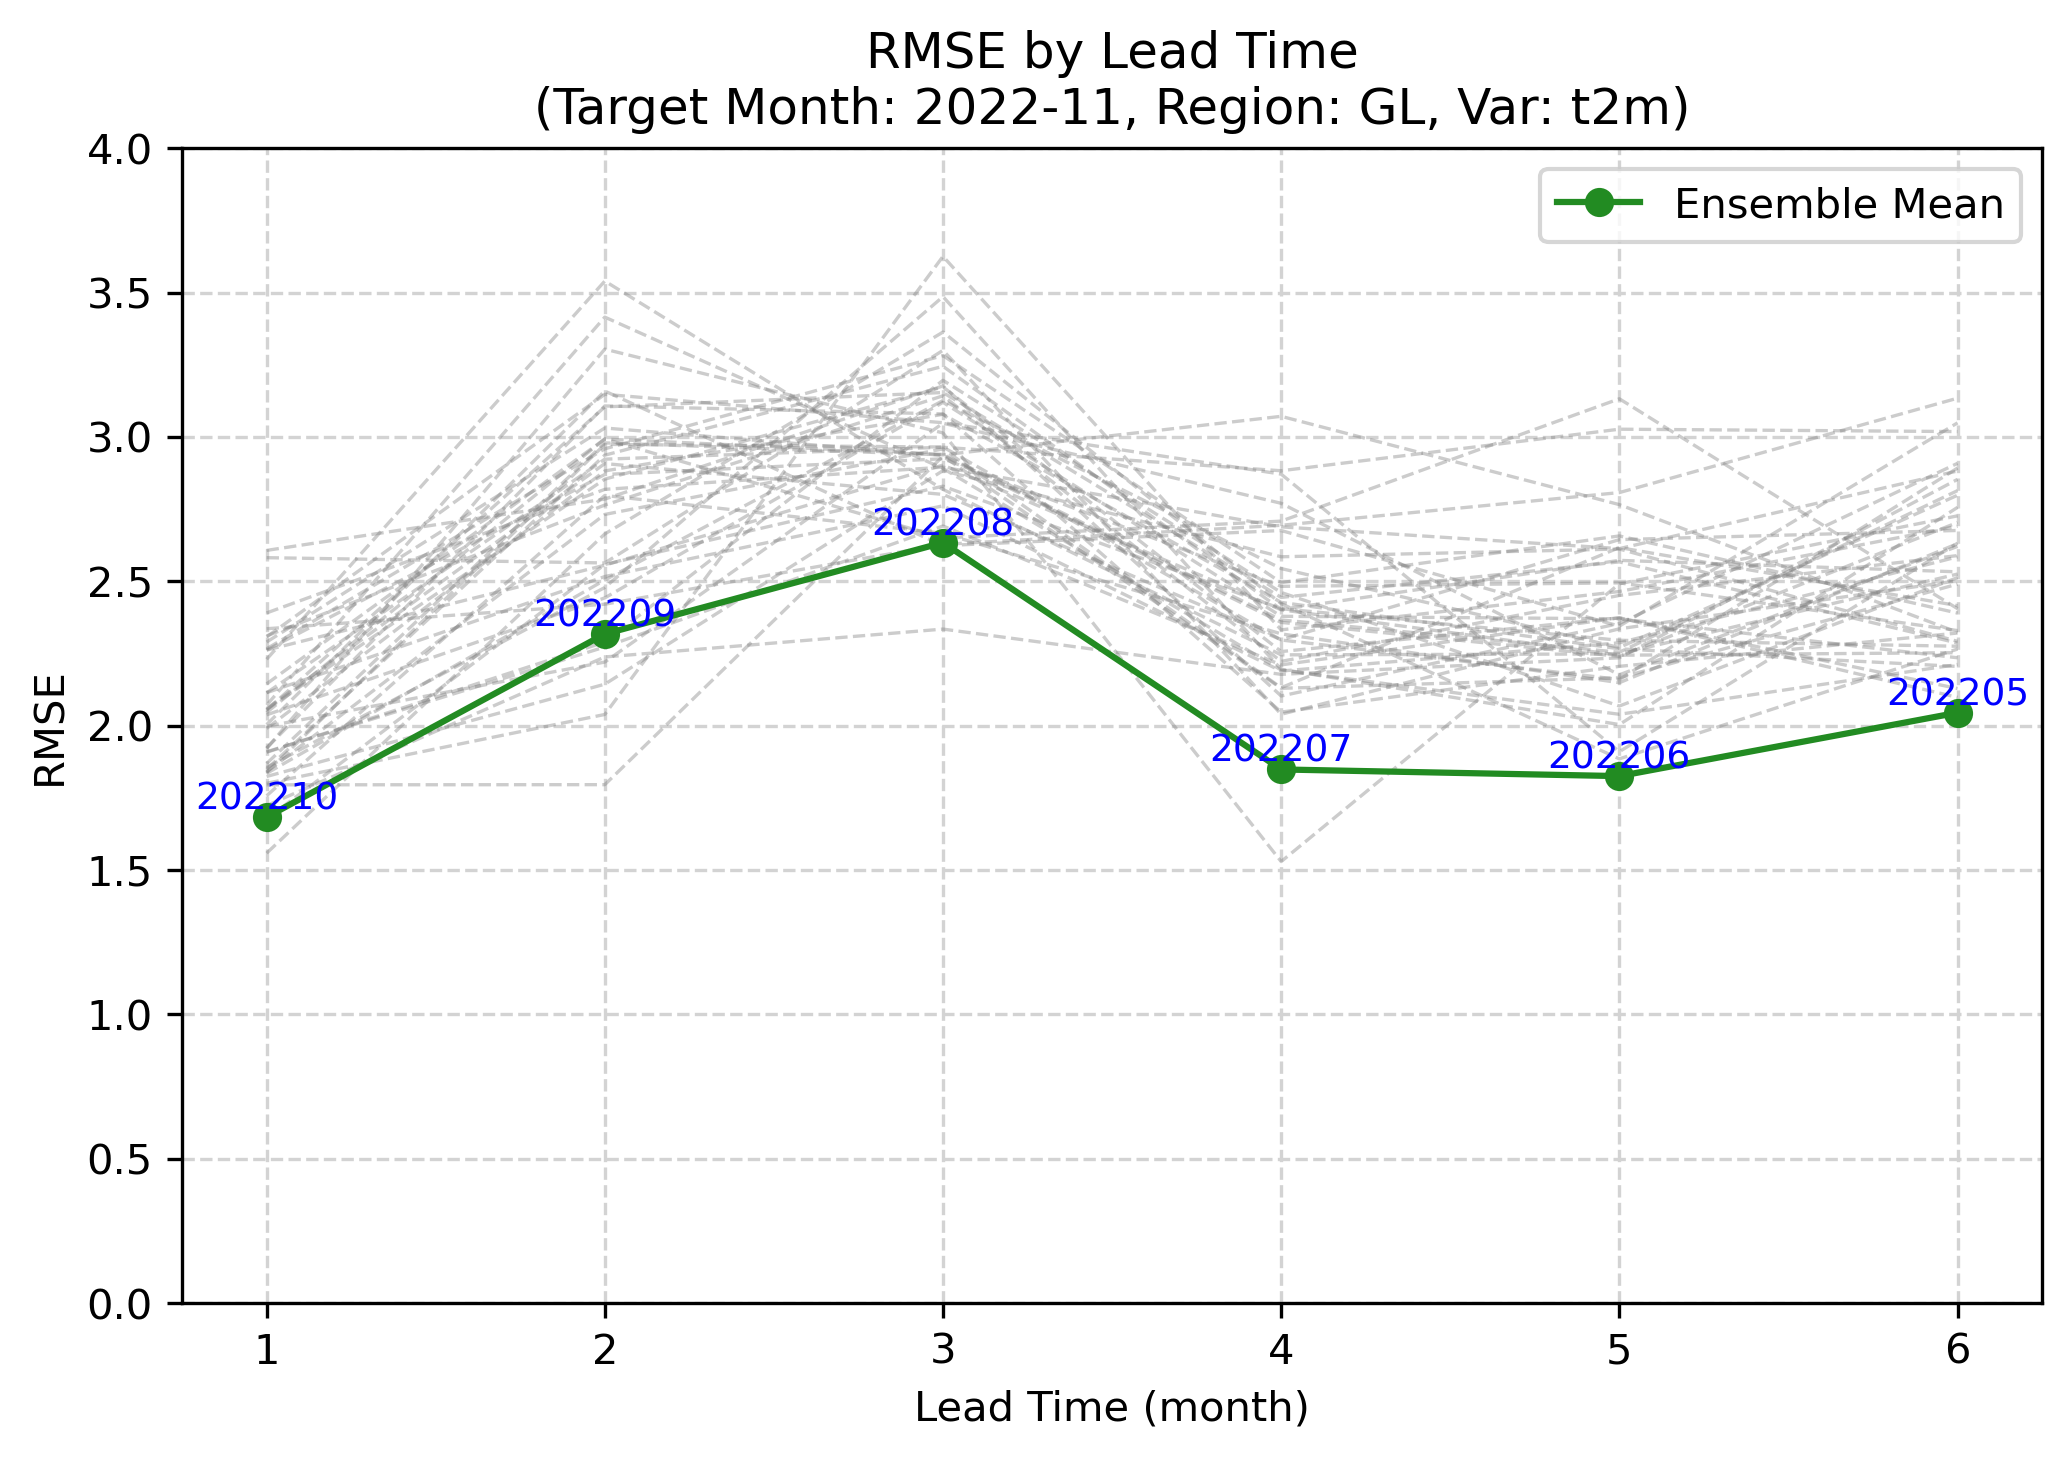 RMSE by Lead Time
(Target Month: 2022-11, Region: GL, Var: t2m)
4.0
3.5
3.0
2.5
2.0
1.5
1.0
0.5
0.0
RMSE
Ensemble Mean
202210
202209
202208
202207
202206
202205
1 2 3 4 5 6
Lead Time (month)